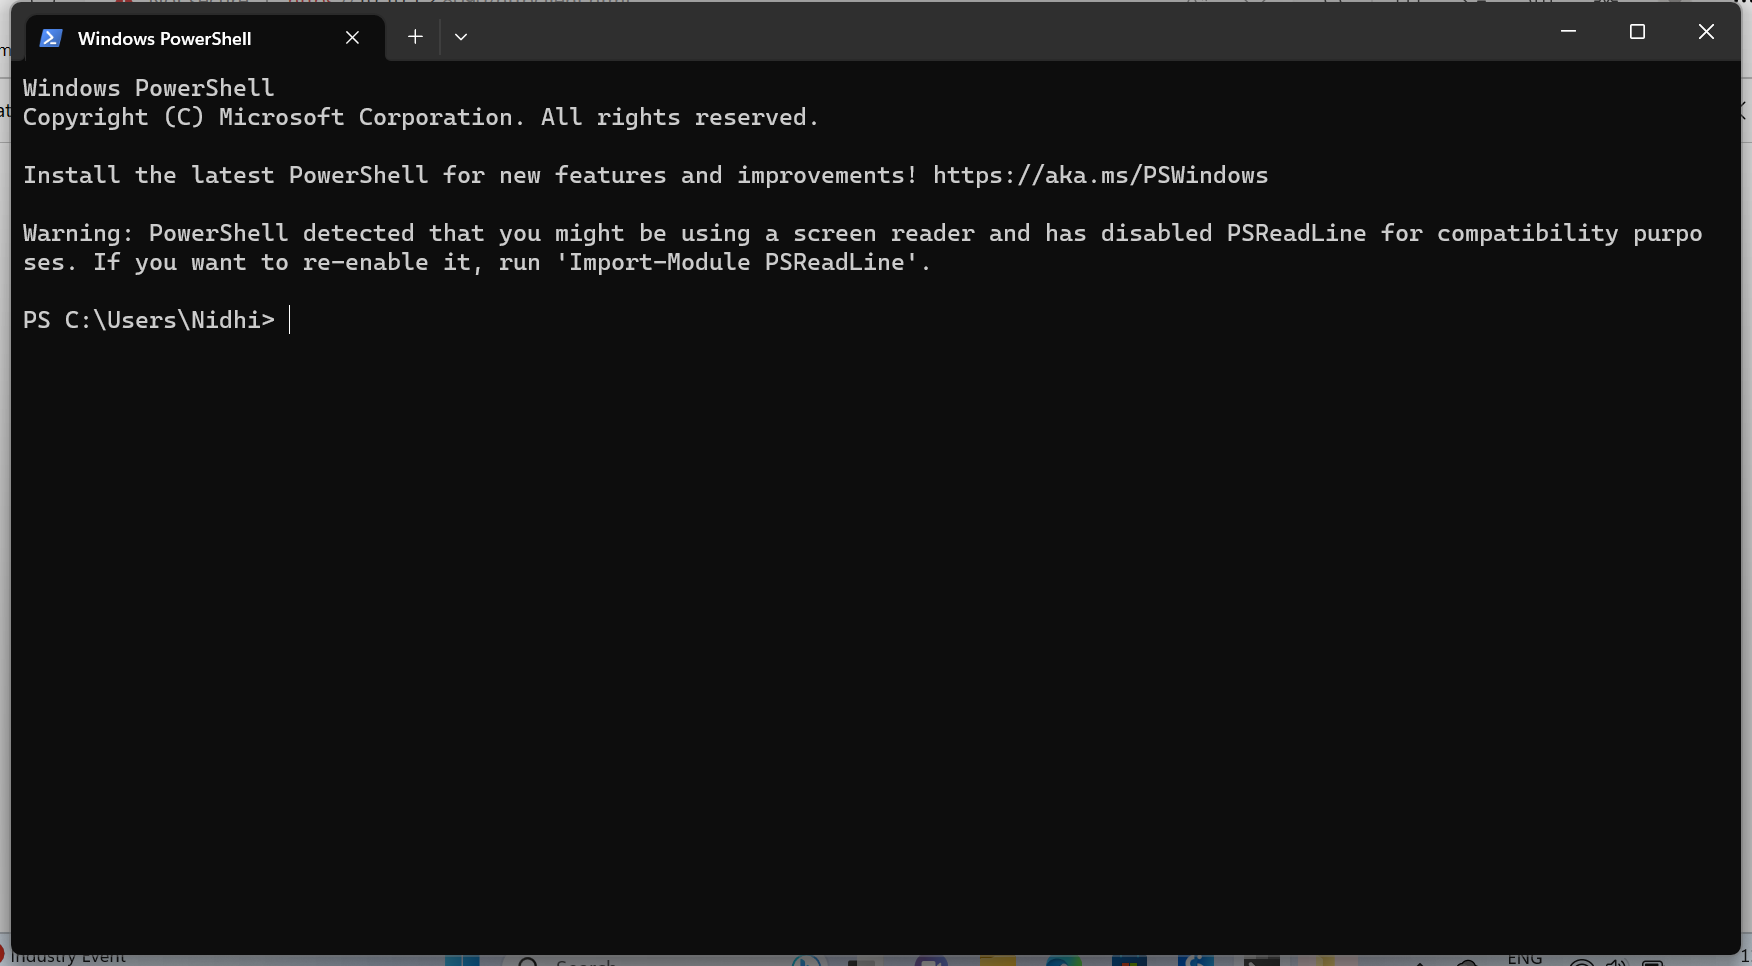 Windows PowerShell
Windows PowerShell
Copyright (C) Microsoft Corporation. All rights reserved.
Install the latest PowerShell for new features and improvements! https://aka.ms/PSWindows
Warning: PowerShell detected that you might be using a screen reader and has disabled PSReadLine for compatibility purpo
ses. If you want to re-enable it, run 'Import-Module PSReadLine'.
PS C:\Users\Nidhi>
Industry Event
Search
ENG